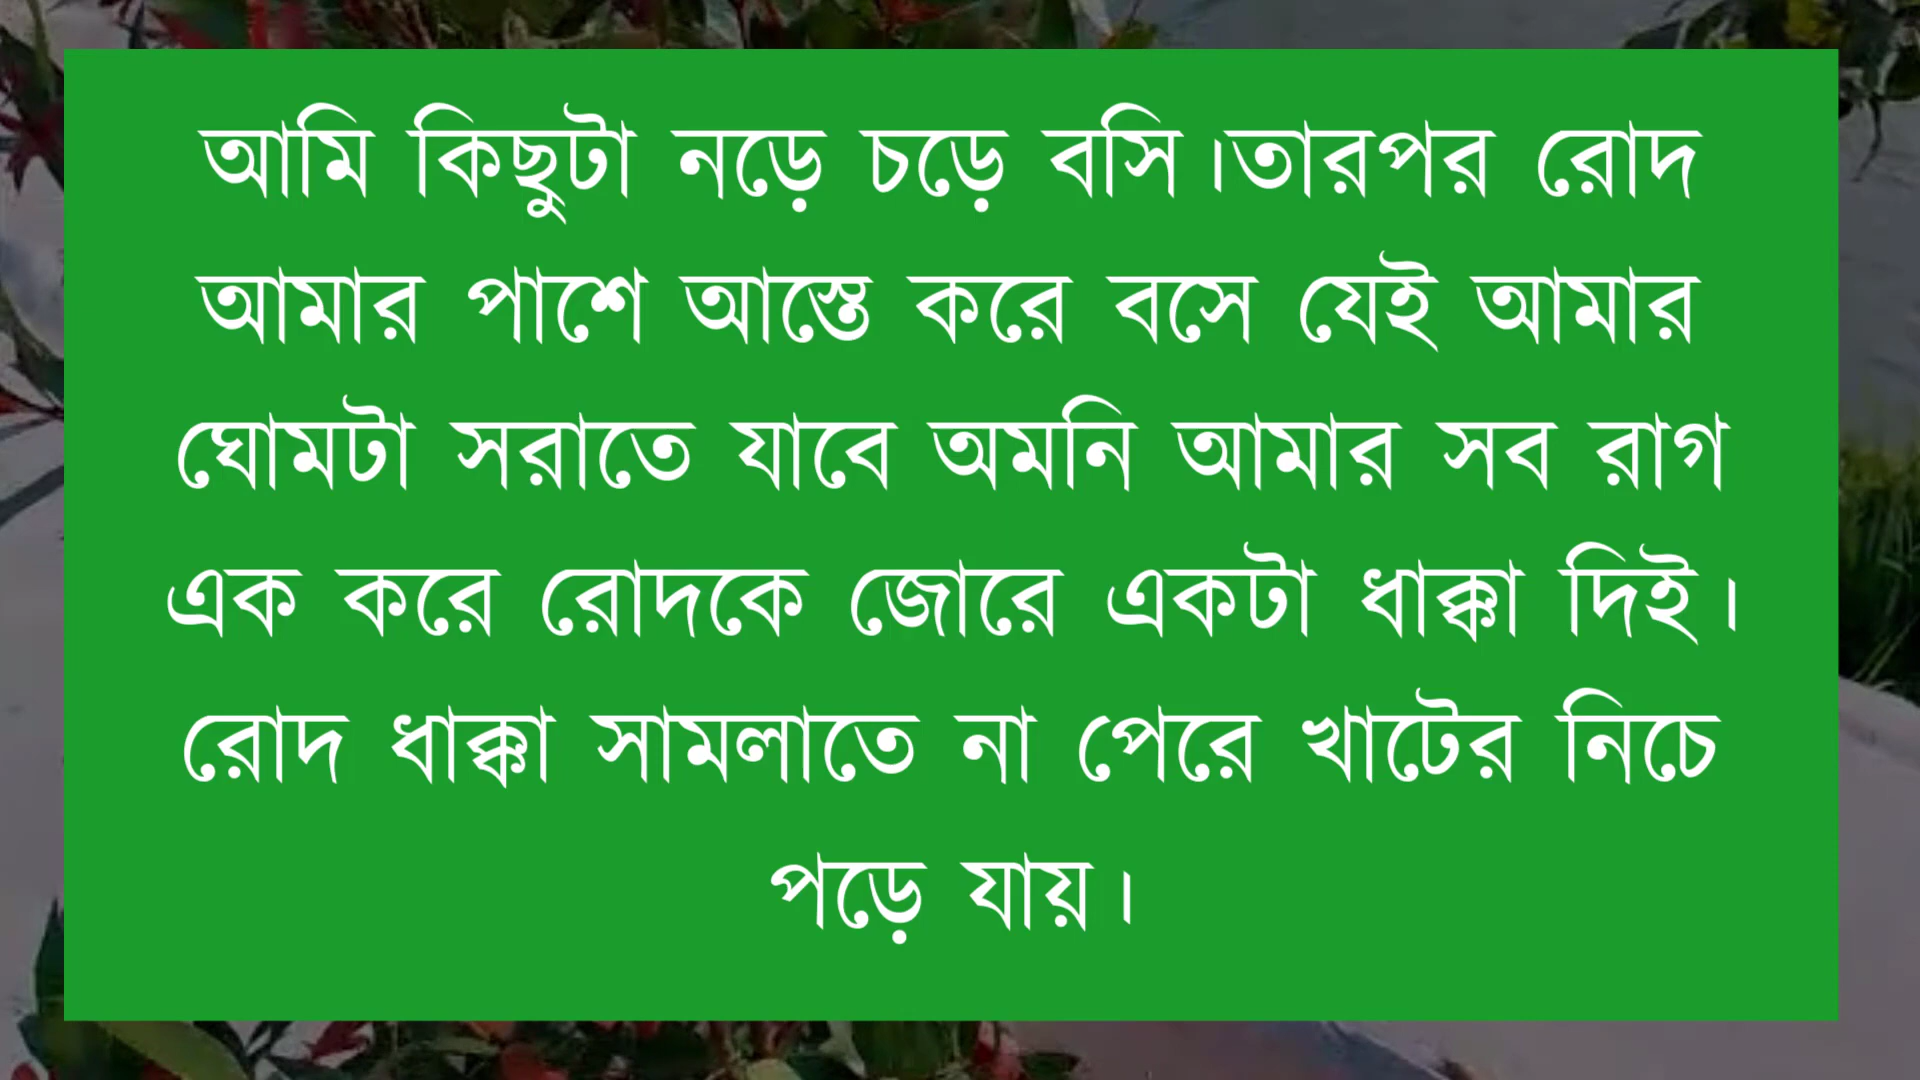 আমি কিছুটা নড়ে চড়ে বসি।তারপর রোদ
আমার পাশে আস্তে করে বসে যেই আমার
ঘোমটা সরাতে যাবে অমনি আমার সব রাগ
এক করে রোদকে জোরে একটা ধাক্কা দিই।
রোদ ধাক্কা সামলাতে না পেরে খাটের নিচে
পড়ে যায়।